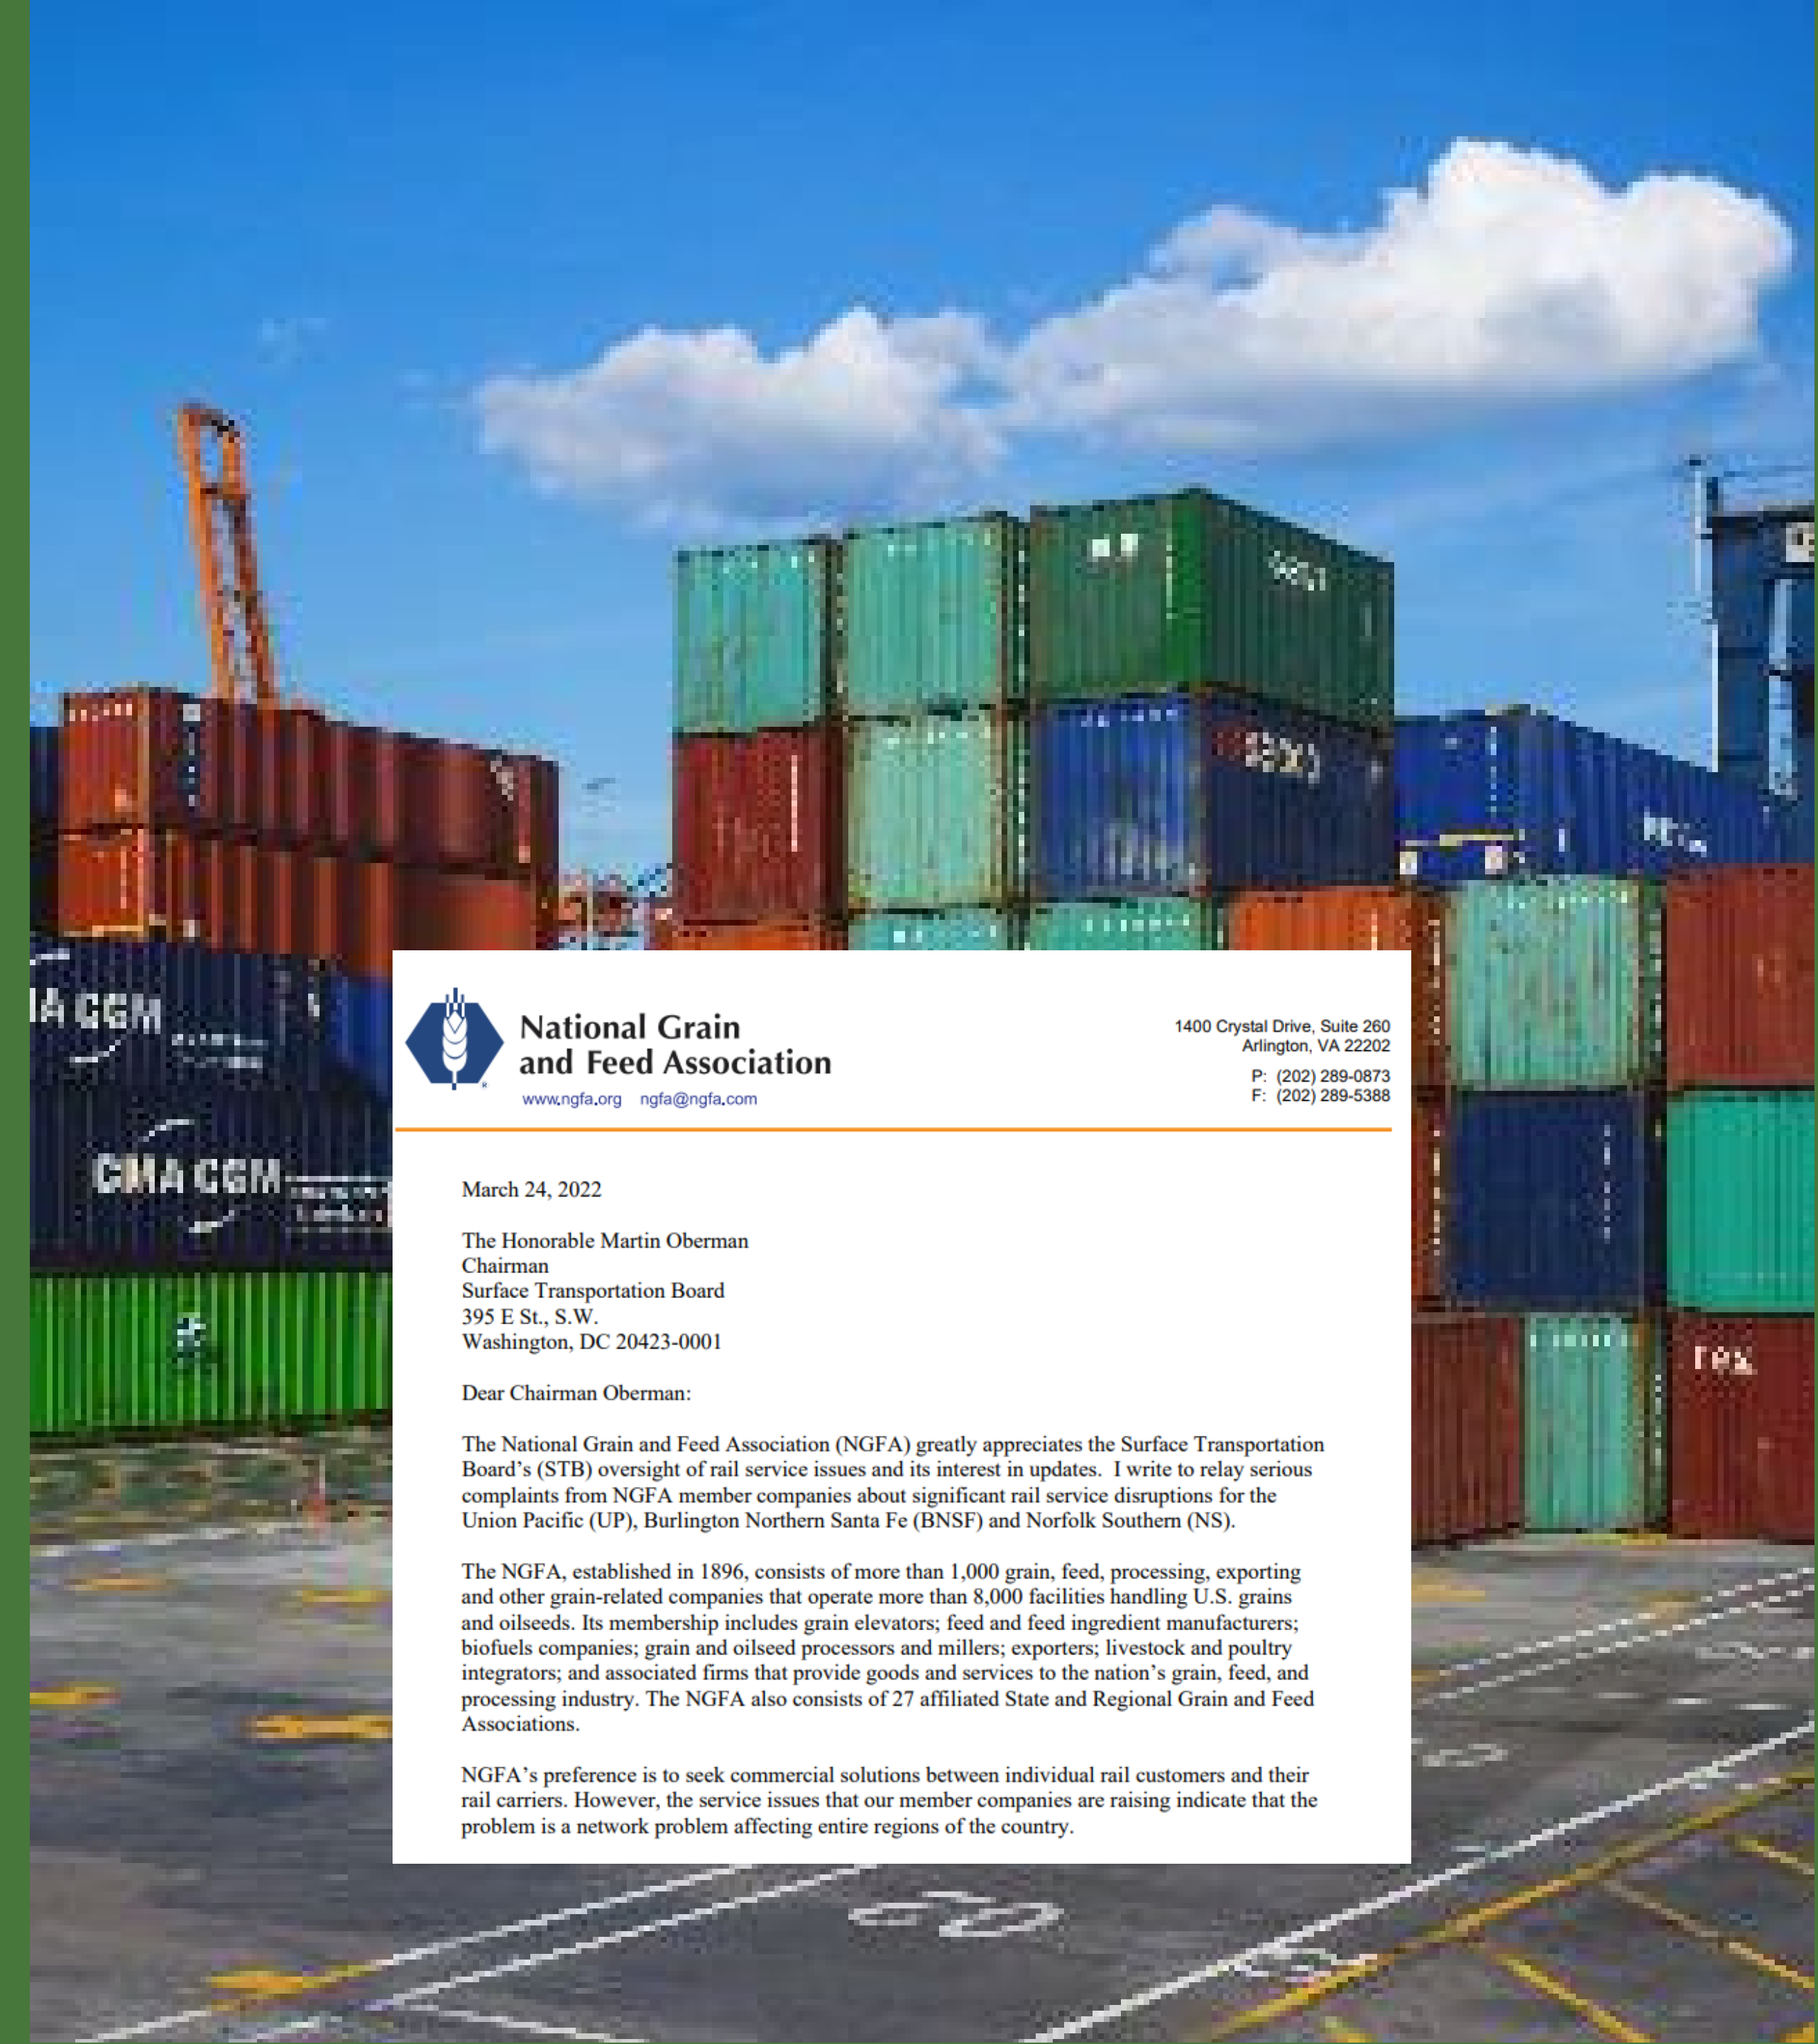 CMA CGM
National Grain
and Feed Association
www.ngfa.org ngfa@ngfa.com
1400 Crystal Drive, Suite 260
Arlington, VA 22202
P: (202) 289-0873
F: (202) 289-5388
March 24, 2022
The Honorable Martin Oberman
Chairman
Surface Transportation Board
395 E St., S.W.
Washington, DC 20423-0001
Dear Chairman Oberman:
The National Grain and Feed Association (NGFA) greatly appreciates the Surface Transportation
Board’s (STB) oversight of rail service issues and its interest in updates. I write to relay serious
complaints from NGFA member companies about significant rail service disruptions for the
Union Pacific (UP), Burlington Northern Santa Fe (BNSF) and Norfolk Southern (NS).
The NGFA, established in 1896, consists of more than 1,000 grain, feed, processing, exporting
and other grain-related companies that operate more than 8,000 facilities handling U.S. grains
and oilseeds. Its membership includes grain elevators; feed and feed ingredient manufacturers;
biofuels companies; grain and oilseed processors and millers; exporters; livestock and poultry
integrators; and associated firms that provide goods and services to the nation’s grain, feed, and
processing industry. The NGFA also consists of 27 affiliated State and Regional Grain and Feed
Associations.
NGFA’s preference is to seek commercial solutions between individual rail customers and their
rail carriers. However, the service issues that our member companies are raising indicate that the
problem is a network problem affecting entire regions of the country.